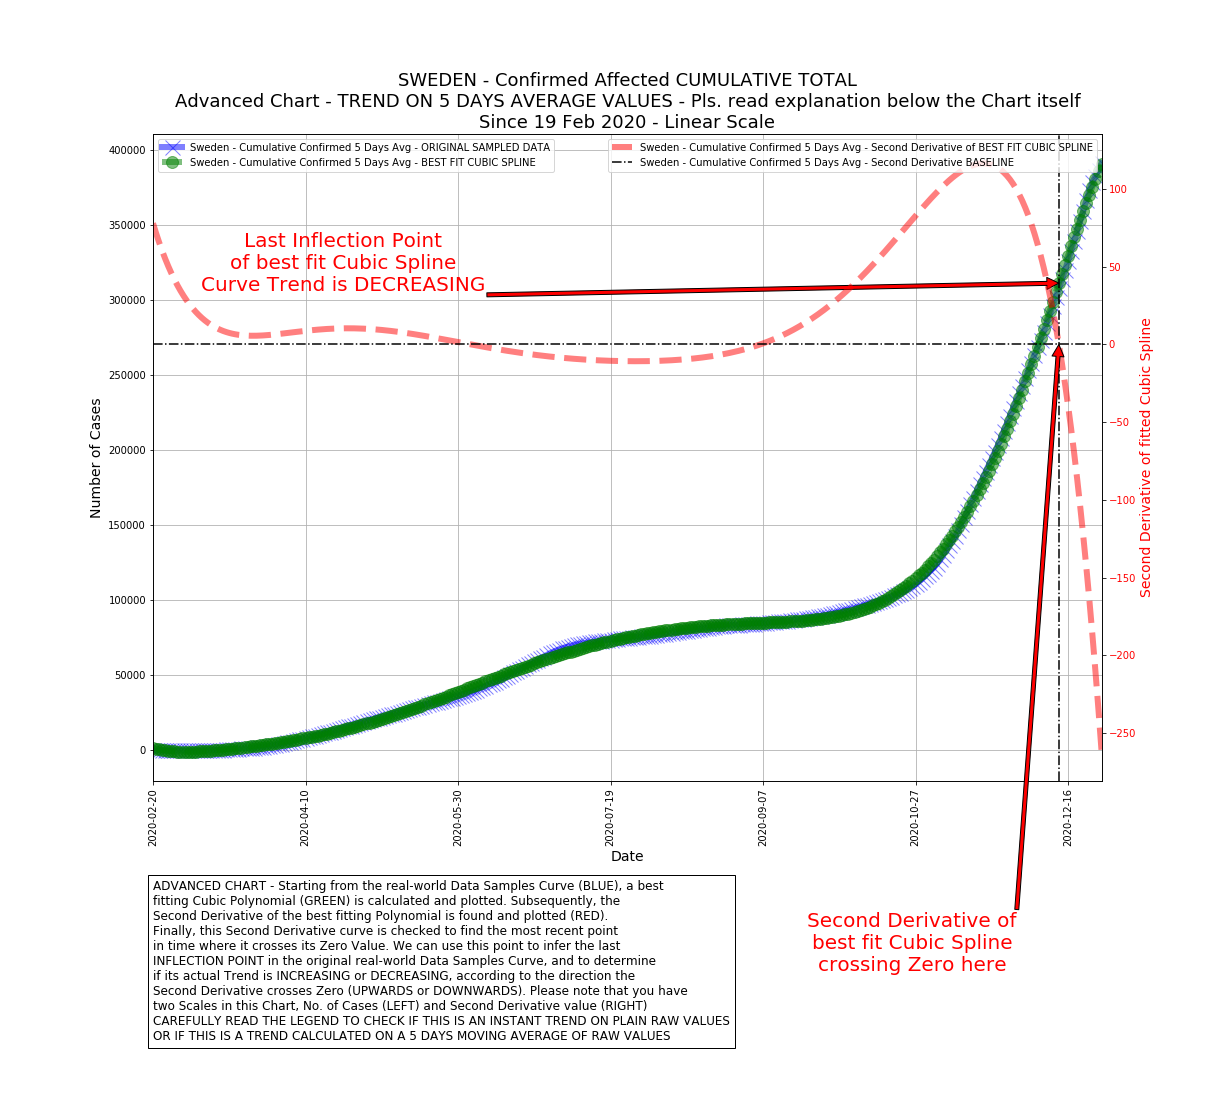 SWEDEN - Confirmed Affected CUMULATIVE TOTAL
Advanced Chart - TREND ON 5 DAYS AVERAGE VALUES - Pls. read explanation below the Chart itself
Since 19 Feb 2020 - Linear Scale
Sweden - Cumulative Confirmed 5 Days Avg - ORIGINAL SAMPLED DATA
Sweden - Cumulative Confirmed 5 Days Avg - BEST FIT CUBIC SPLINE
Sweden - Cumulative Confirmed 5 Days Avg - Second Derivative of BEST FIT CUBIC SPLINE
Sweden - Cumulative Confirmed 5 Days Avg - Second Derivative BASELINE
Last Inflection Point
of best fit Cubic Spline
Curve Trend is DECREASING
Number of Cases
400000
350000
300000
250000
200000
150000
100000
50000
0
100
50
0
−50
−100
−150
−200
−250
Second Derivative of fitted Cubic Spline
2020-02-20
2020-04-10
2020-05-30
2020-07-19
2020-09-07
2020-10-27
2020-12-16
Date
ADVANCED CHART - Starting from the real-world Data Samples Curve (BLUE), a best
fitting Cubic Polynomial (GREEN) is calculated and plotted. Subsequently, the
Second Derivative of the best fitting Polynomial is found and plotted (RED).
Finally, this Second Derivative curve is checked to find the most recent point
in time where it crosses its Zero Value. We can use this point to infer the last
INFLECTION POINT in the original real-world Data Samples Curve, and to determine
if its actual Trend is INCREASING or DECREASING, according to the direction the
Second Derivative crosses Zero (UPWARDS or DOWNWARDS). Please note that you have
two Scales in this Chart, No. of Cases (LEFT) and Second Derivative value (RIGHT)
CAREFULLY READ THE LEGEND TO CHECK IF THIS IS AN INSTANT TREND ON PLAIN RAW VALUES
OR IF THIS IS A TREND CALCULATED ON A 5 DAYS MOVING AVERAGE OF RAW VALUES
Second Derivative of
best fit Cubic Spline
crossing Zero here